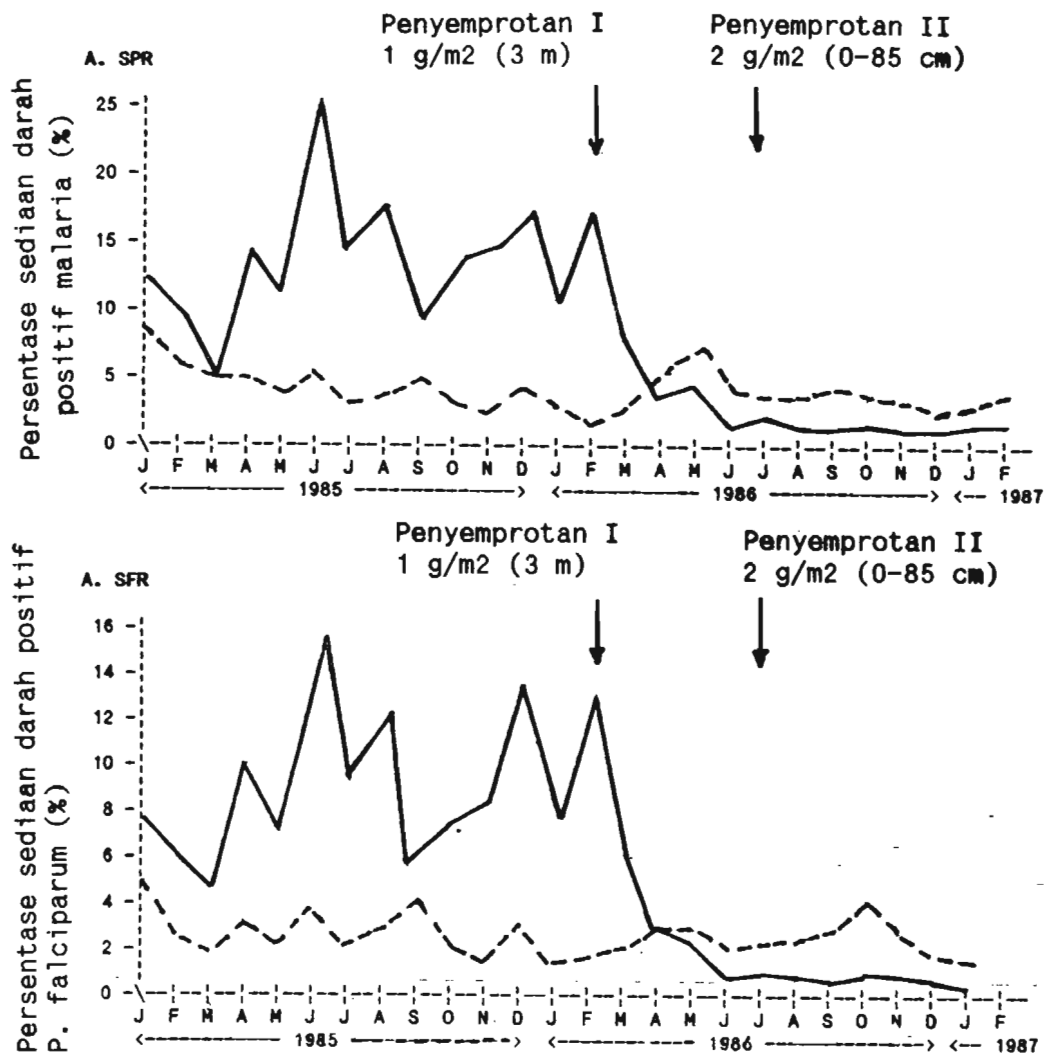 Penyemprotan I
1 g/m2 (3 m)
Penyemprotan II
2 g/m2 (0-85 cm)
A. SPR
Persentase sediaan darah
positif malaria (%)
25
20
15
10
5
0
J F M A M J J A S O N D J F M A M J J A S O N D J F
1985 1986 1987
Penyemprotan I
1 g/m2 (3 m)
Penyemprotan II
2 g/m2 (0-85 cm)
A. SFR
Persentase sediaan darah positif
P. falciparum (%)
16
14
12
10
8
6
4
2
0
J F M A M J J A S O N D J F M A M J J A S O N D J F
1985 1986 1987